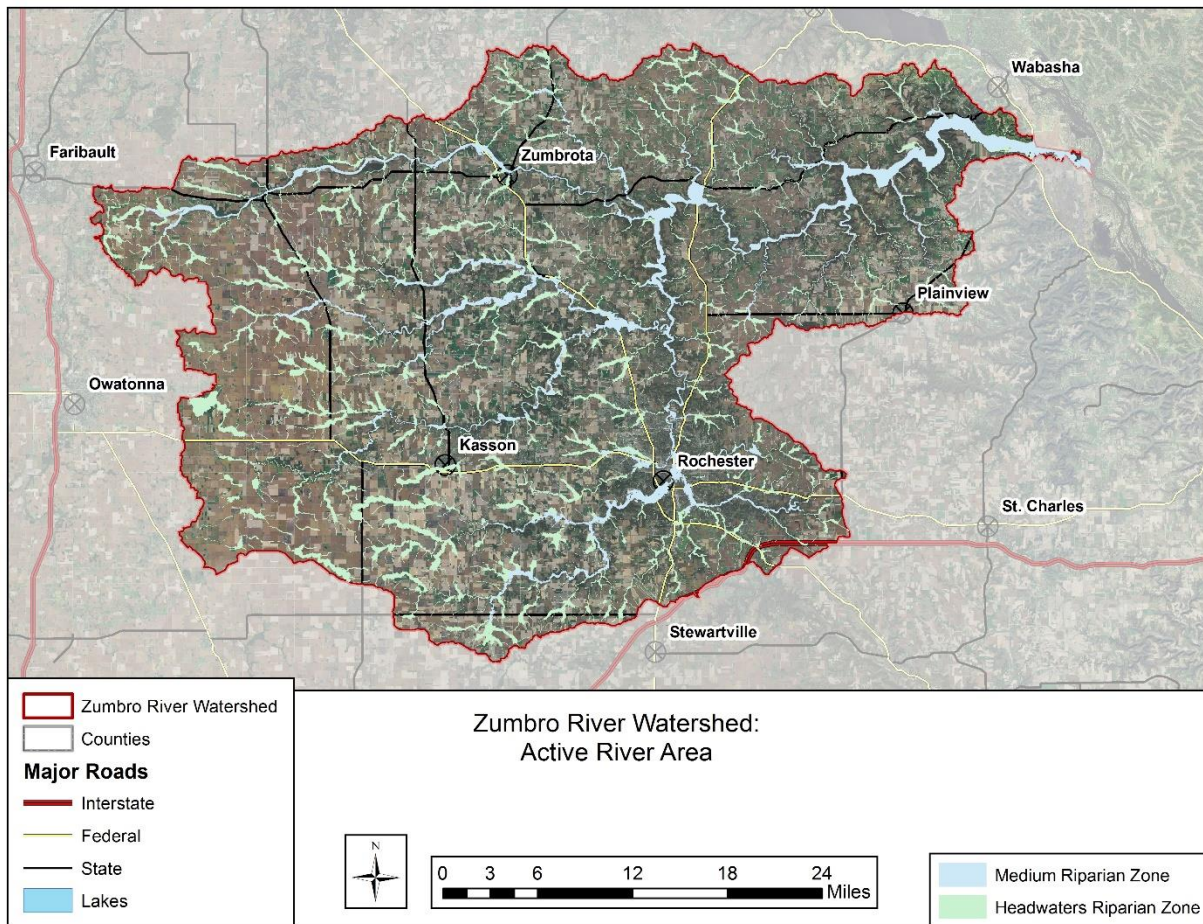 Wabasha
Faribault
Zumbrota
Plainview
Owatonna
Kasson
Rochester
St. Charles
Stewartville
Zumbro River Watershed
Counties
Major Roads
Interstate
Federal
State
Lakes
Zumbro River Watershed:
Active River Area
N
0 3 6 12 18 24
Miles
Medium Riparian Zone
Headwaters Riparian Zone